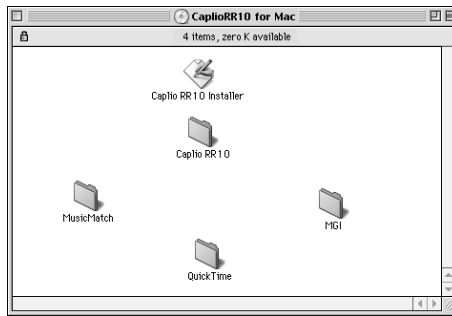 CaplioRR10 for Mac
4 items, zero K available
Caplio RR10 Installer
Caplio RR10
MusicMatch
MGI
QuickTime